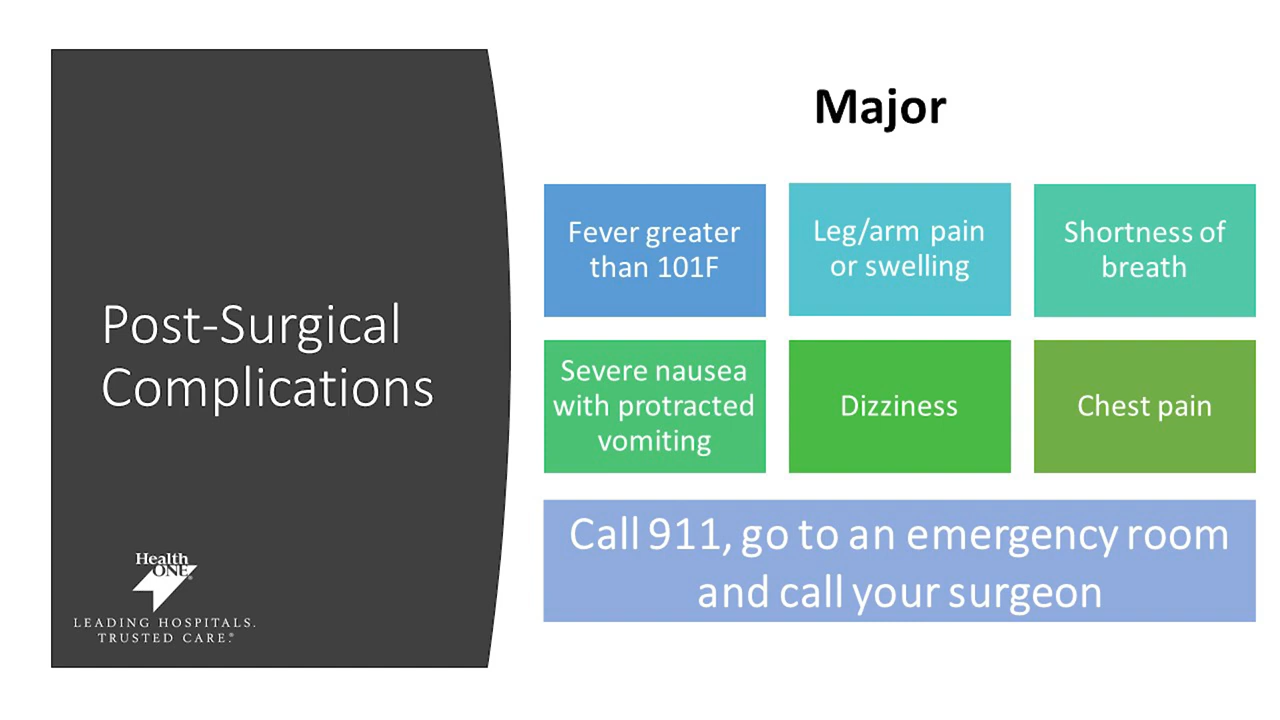 Post-Surgical
Complications
Health
ONE®
LEADING HOSPITALS.
TRUSTED CARE.®
Major
Fever greater
than 101F
Leg/arm pain
or swelling
Shortness of
breath
Severe nausea
with protracted
vomiting
Dizziness
Chest pain
Call 911, go to an emergency room
and call your surgeon